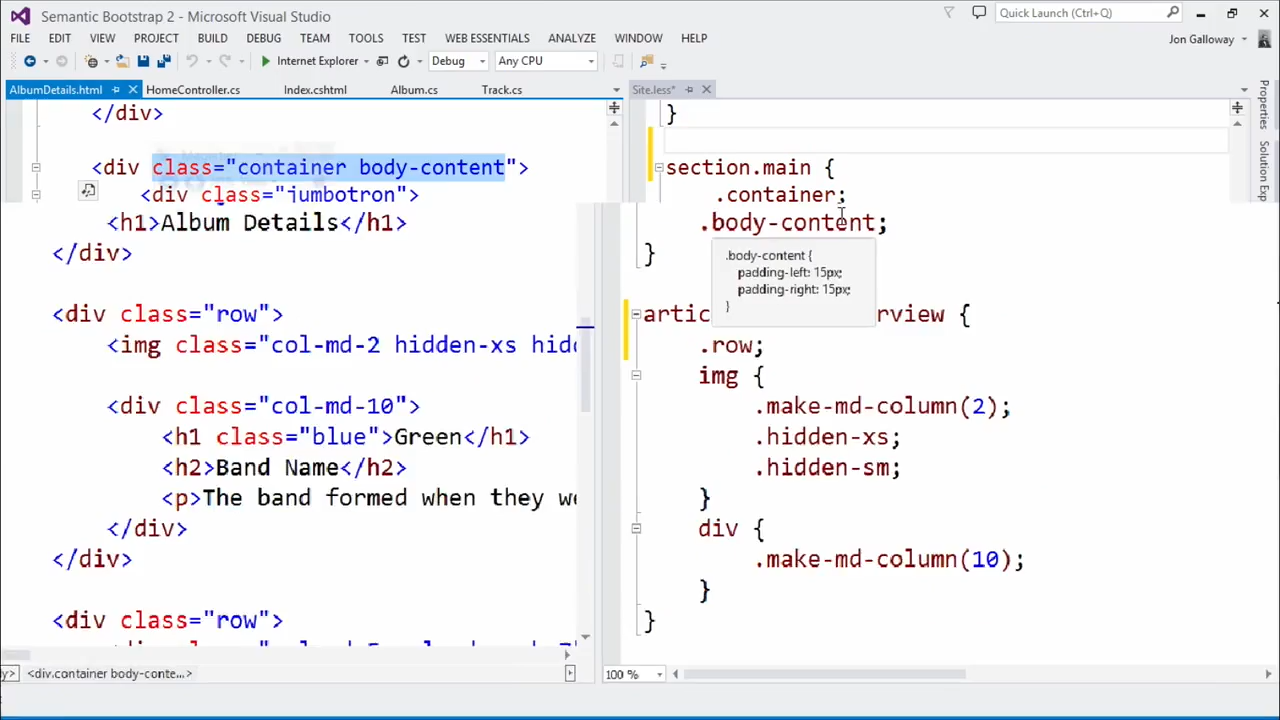 Semantic Bootstrap 2 - Microsoft Visual Studio
Quick Launch (Ctrl+Q)
FILE EDIT VIEW PROJECT BUILD DEBUG TEAM TOOLS TEST WEB ESSENTIALS ANALYZE WINDOW HELP
Jon Galloway
Internet Explorer Debug Any CPU
AlbumDetails.html HomeController.cs Index.cshtml Album.cs Track.cs
</div>
<div class="container body-content">
<div class="jumbotron">
<h1>Album Details</h1>
</div>
<div class="row">
<img class="col-md-2 hidden-xs
<div class="col-md-10">
<h1 class="blue">Green</h1>
<h2>Band Name</h2>
<p>The band formed when they
</div>
</div>
<div class="row">
<div.container body-conte...>
Site.less*
}
section.main {
.container;
.body-content;
}
.body-content {
padding-left: 15px;
padding-right: 15px;
}
.row;
img {
.make-md-column(2);
.hidden-xs;
.hidden-sm;
}
div {
.make-md-column(10);
}
}
100 %
Properties